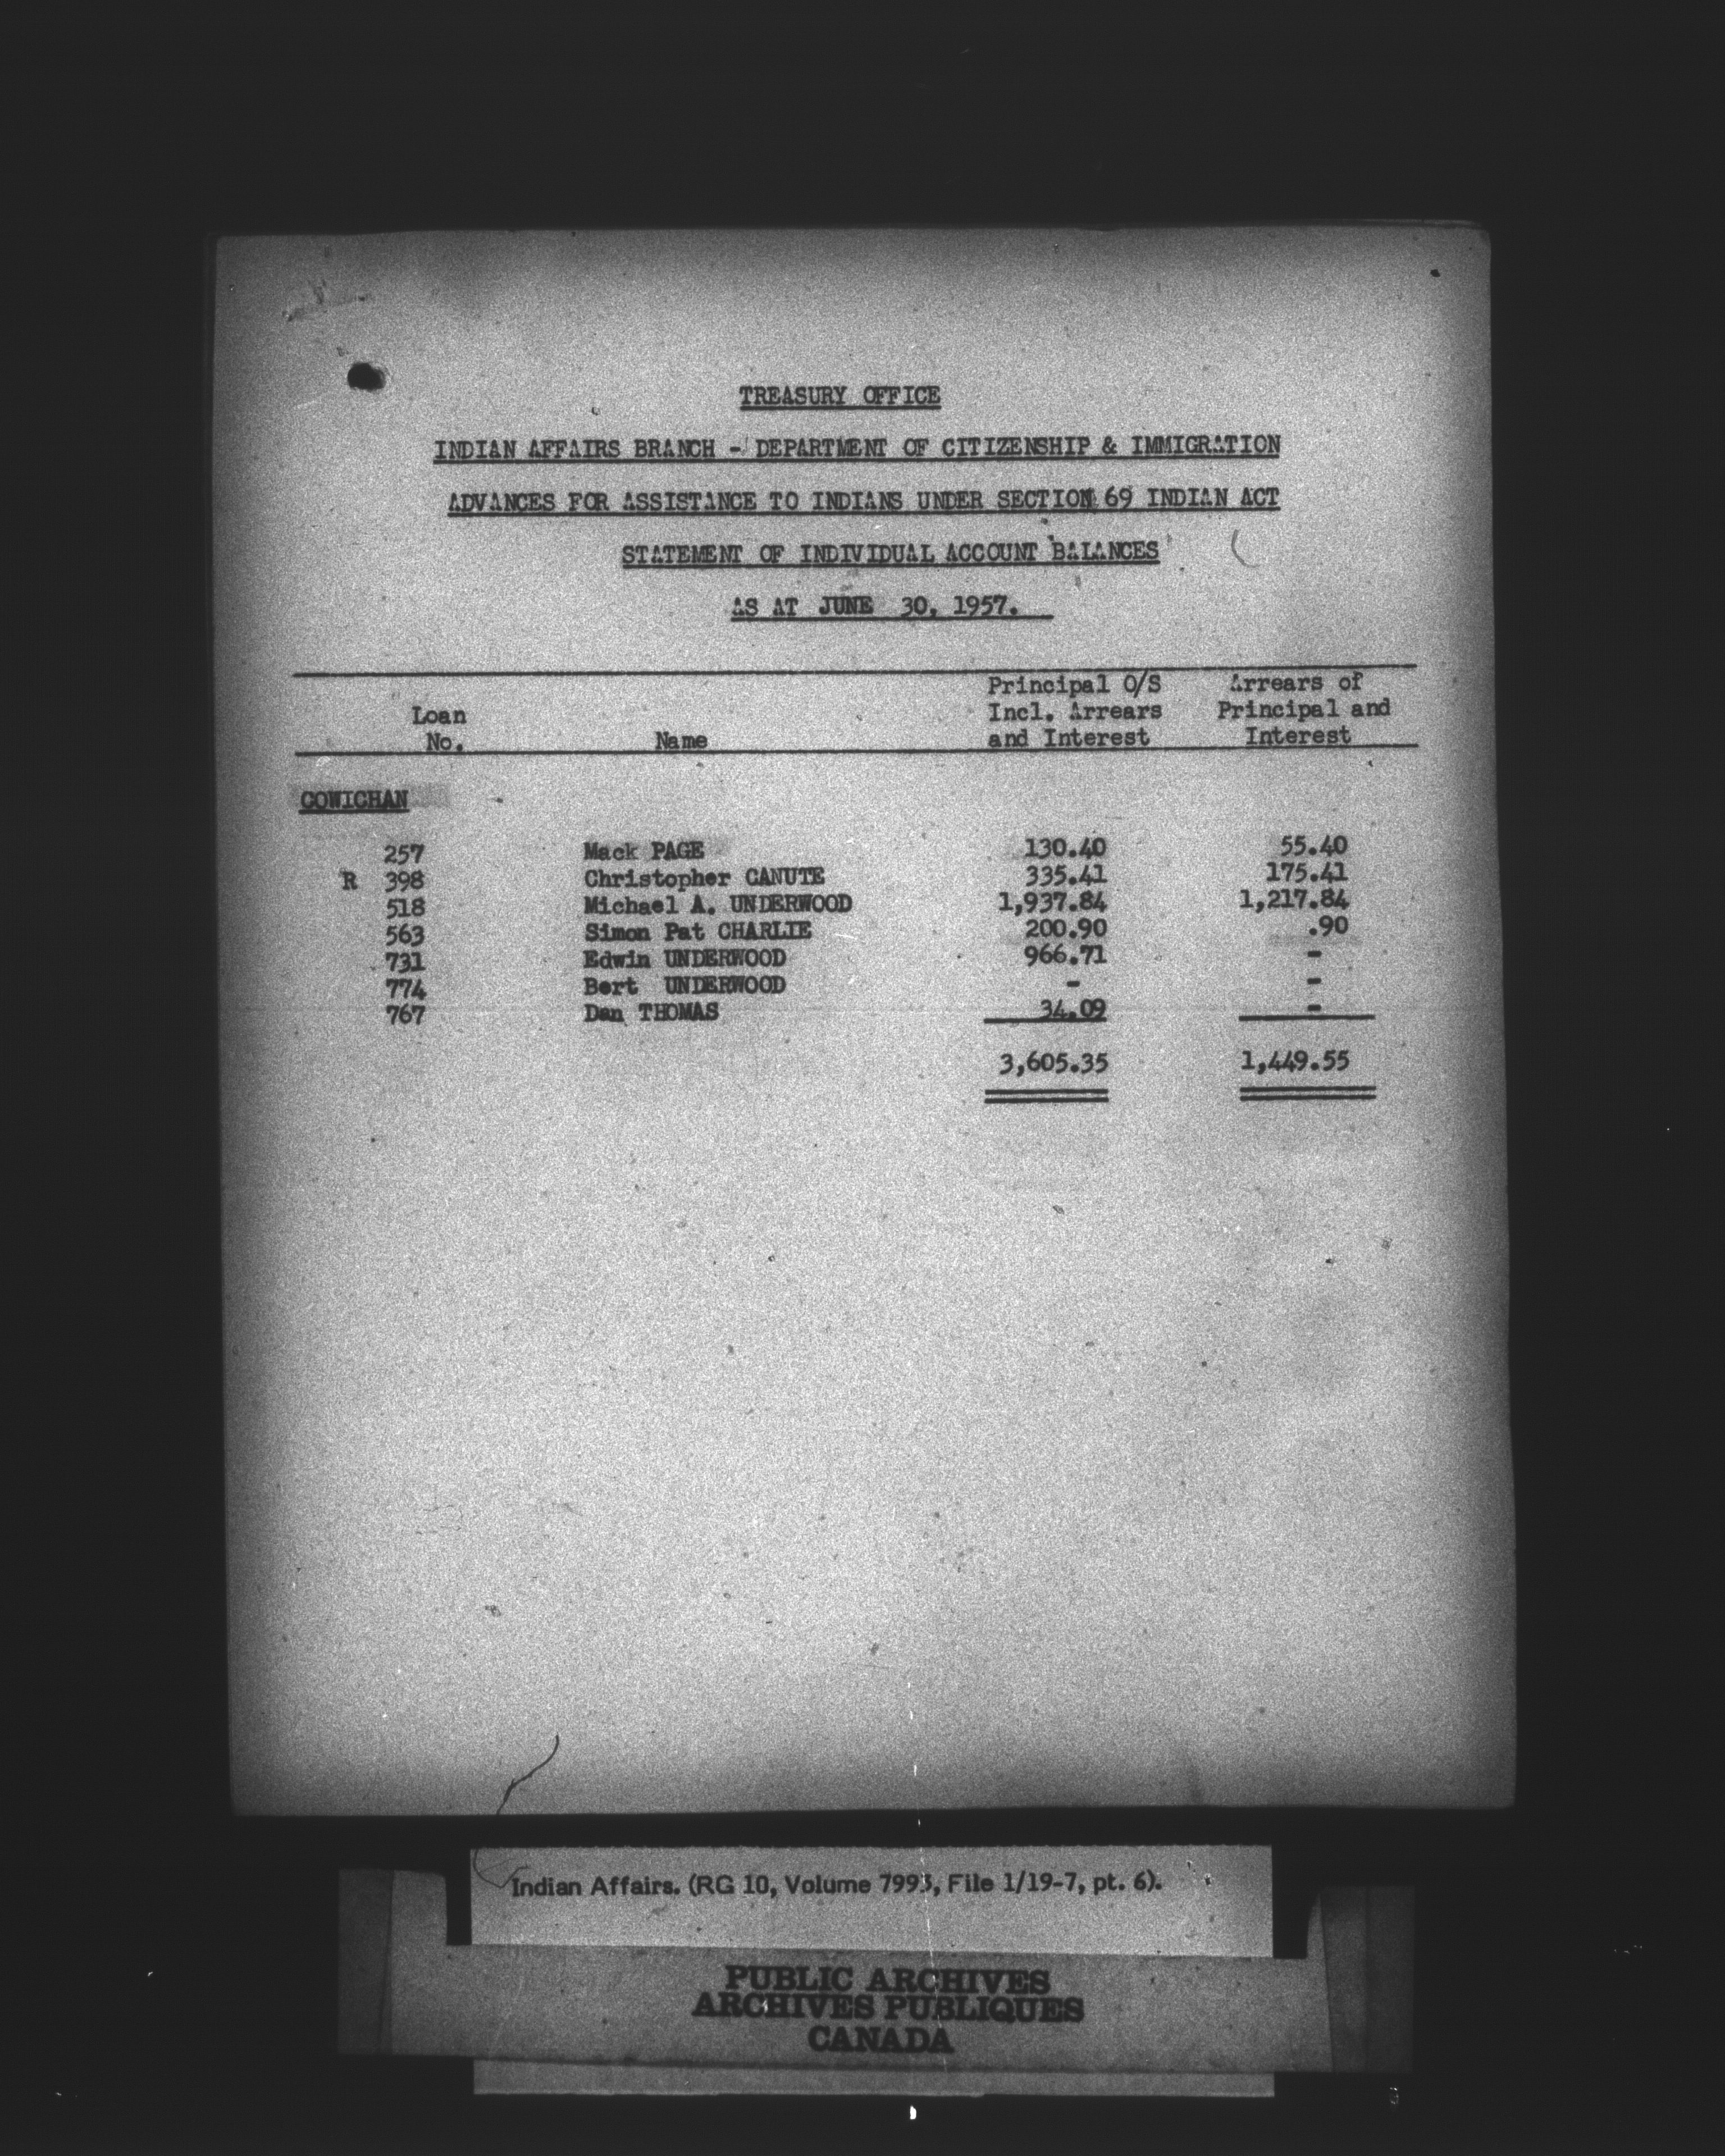 TREASURY OFFICE
INDIAN AFFAIRS BRANCH - DEPARTMENT OF CITIZENSHIP & IMMIGRATION
ADVANCES FOR ASSISTANCE TO INDIANS UNDER SECTION 69 INDIAN ACT
STATEMENT OF INDIVIDUAL ACCOUNT BALANCES
AS AT JUNE 30, 1957.
Principal O/S Arrears of
Loan Incl. Arrears Principal and
No. Name and Interest Interest
COWICHAN
257 Mack PAGE 130.40 55.40
R 398 Christopher CANUTE 335.41 175.41
518 Michael A. UNDERWOOD 1,937.84 1,217.84
563 Simon Pat CHARLIE 200.90 .90
731 Edwin UNDERWOOD 966.71 -
774 Bert UNDERWOOD - -
767 Dan THOMAS 34.09 -
3,605.35 1,449.55
Indian Affairs. (RG 10, Volume 7993, File 1/19-7, pt. 6).
PUBLIC ARCHIVES
ARCHIVES PUBLIQUES
CANADA